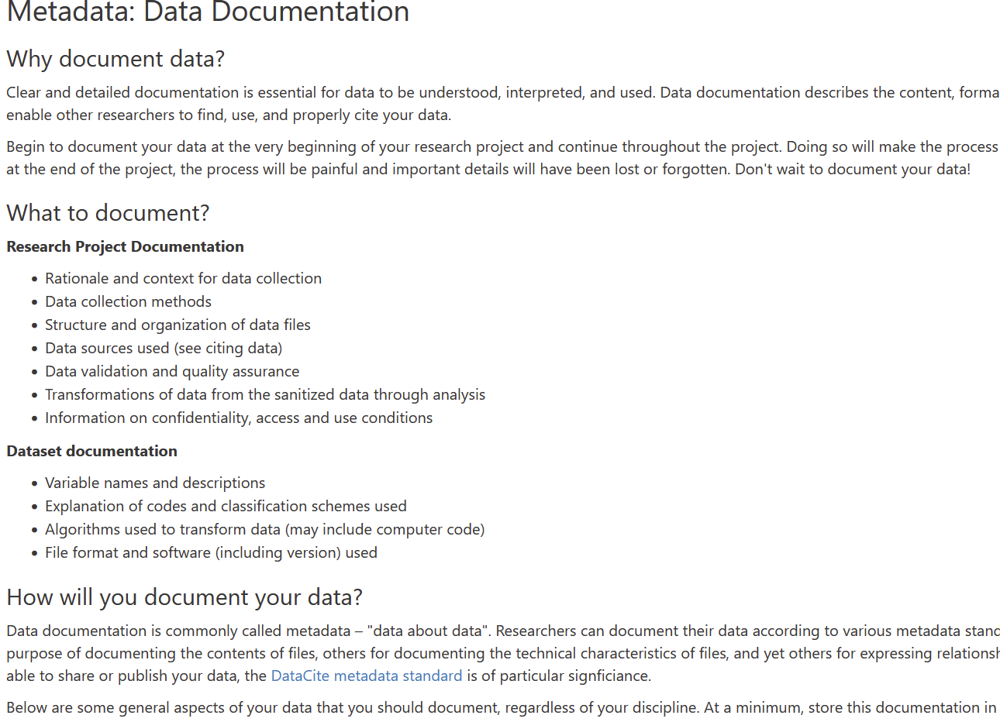 Metadata: Data Documentation
Why document data?
Clear and detailed documentation is essential for data to be understood, interpreted, and used. Data documentation describes the content, forma
enable other researchers to find, use, and properly cite your data.
Begin to document your data at the very beginning of your research project and continue throughout the project. Doing so will make the process
at the end of the project, the process will be painful and important details will have been lost or forgotten. Don't wait to document your data!
What to document?
Research Project Documentation
• Rationale and context for data collection
• Data collection methods
• Structure and organization of data files
• Data sources used (see citing data)
• Data validation and quality assurance
• Transformations of data from the sanitized data through analysis
• Information on confidentiality, access and use conditions
Dataset documentation
• Variable names and descriptions
• Explanation of codes and classification schemes used
• Algorithms used to transform data (may include computer code)
• File format and software (including version) used
How will you document your data?
Data documentation is commonly called metadata – "data about data". Researchers can document their data according to various metadata stand
purpose of documenting the contents of files, others for documenting the technical characteristics of files, and yet others for expressing relationsh
able to share or publish your data, the DataCite metadata standard is of particular signficiance.
Below are some general aspects of your data that you should document, regardless of your discipline. At a minimum, store this documentation in